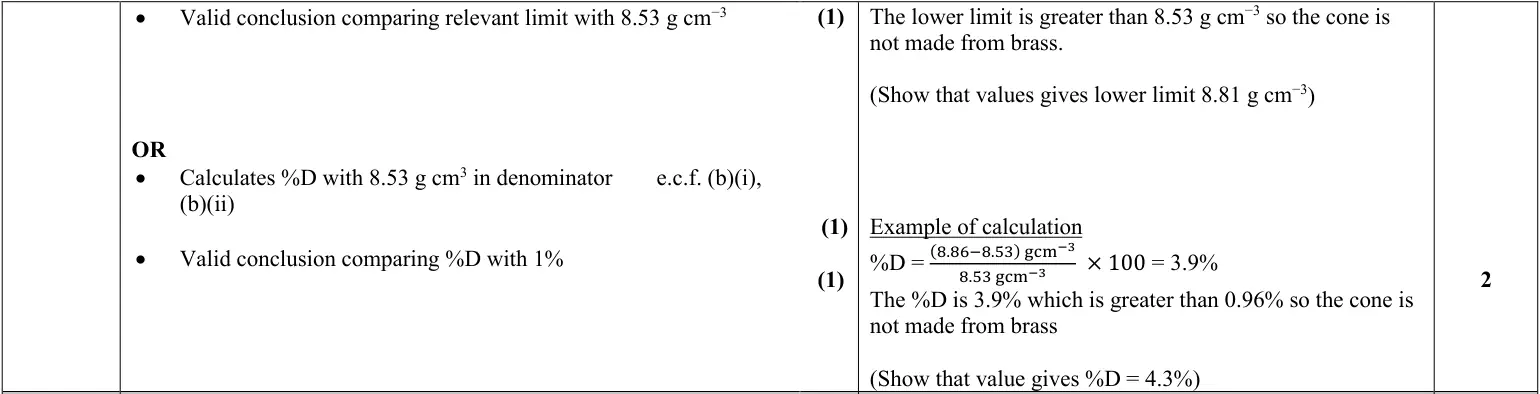 • Valid conclusion comparing relevant limit with 8.53 g cm⁻³ (1)
OR
• Calculates %D with 8.53 g cm³ in denominator e.c.f. (b)(i),
(b)(ii)
(1)
• Valid conclusion comparing %D with 1%
(1)
The lower limit is greater than 8.53 g cm⁻³ so the cone is
not made from brass.
(Show that values gives lower limit 8.81 g cm⁻³)
Example of calculation
%D = (8.86−8.53) gcm⁻³ / 8.53 gcm⁻³ × 100 = 3.9%
The %D is 3.9% which is greater than 0.96% so the cone is
not made from brass
(Show that value gives %D = 4.3%)
2